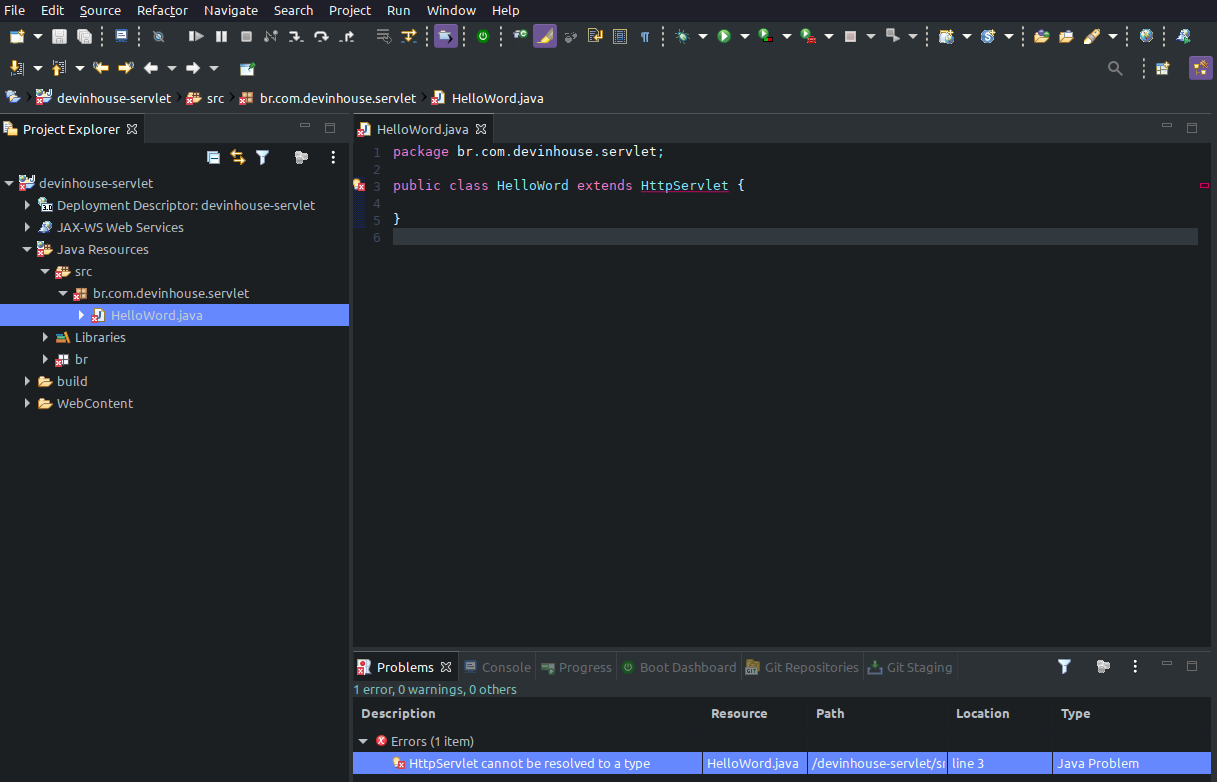 File Edit Source Refactor Navigate Search Project Run Window Help
devinhouse-servlet src br.com.devinhouse.servlet HelloWord.java
Project Explorer
devinhouse-servlet
Deployment Descriptor: devinhouse-servlet
JAX-WS Web Services
Java Resources
src
br.com.devinhouse.servlet
HelloWord.java
Libraries
br
build
WebContent
HelloWord.java
1 package br.com.devinhouse.servlet;
2
3 public class HelloWord extends HttpServlet {
4
5 }
6
Problems Console Progress Boot Dashboard Git Repositories Git Staging
1 error, 0 warnings, 0 others
Description Resource Path Location Type
Errors (1 item)
HttpServlet cannot be resolved to a type HelloWord.java /devinhouse-servlet/sr line 3 Java Problem